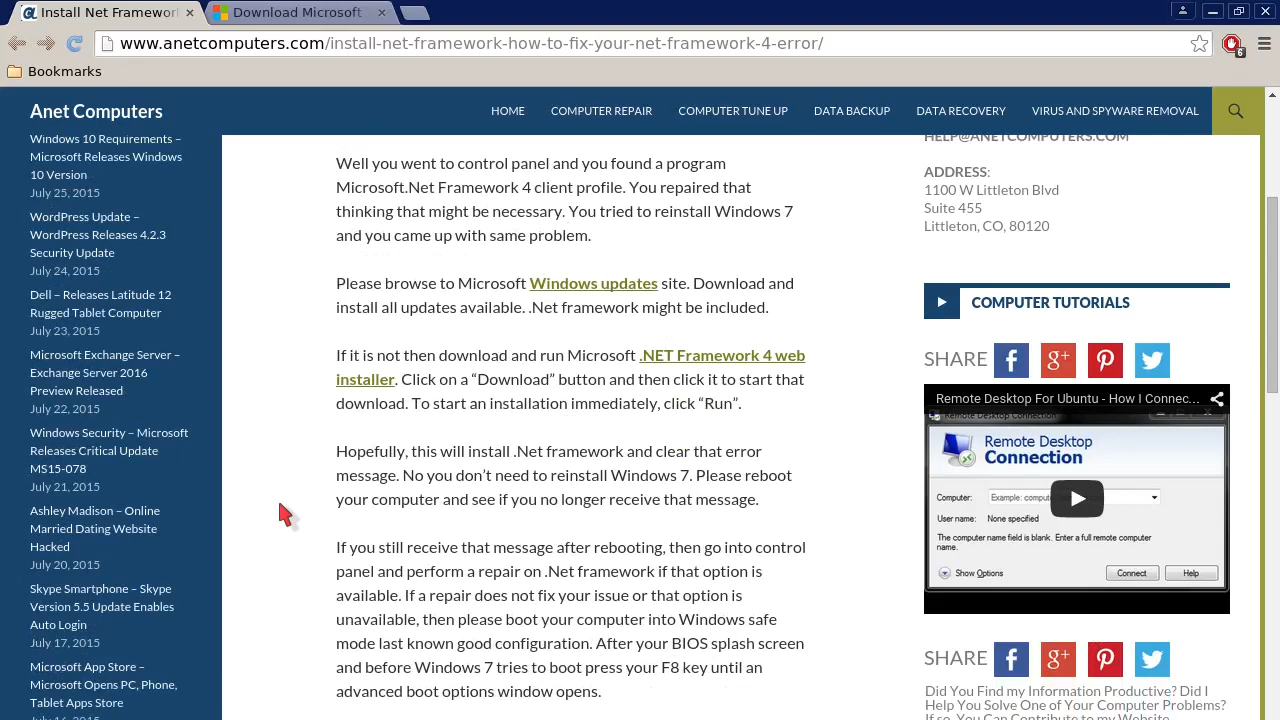 Install Net Framework
Download Microsoft
www.anetcomputers.com/install-net-framework-how-to-fix-your-net-framework-4-error/
6
Bookmarks
Anet Computers
HOME
COMPUTER REPAIR
COMPUTER TUNE UP
DATA BACKUP
DATA RECOVERY
VIRUS AND SPYWARE REMOVAL
Windows 10 Requirements –
Microsoft Releases Windows
10 Version
July 25, 2015
WordPress Update –
WordPress Releases 4.2.3
Security Update
July 24, 2015
Dell – Releases Latitude 12
Rugged Tablet Computer
July 23, 2015
Microsoft Exchange Server –
Exchange Server 2016
Preview Released
July 22, 2015
Windows Security – Microsoft
Releases Critical Update
MS15-078
July 21, 2015
Ashley Madison – Online
Married Dating Website
Hacked
July 20, 2015
Skype Smartphone – Skype
Version 5.5 Update Enables
Auto Login
July 17, 2015
Microsoft App Store –
Microsoft Opens PC, Phone,
Tablet Apps Store
July 16, 2015
Well you went to control panel and you found a program
Microsoft.Net Framework 4 client profile. You repaired that
thinking that might be necessary. You tried to reinstall Windows 7
and you came up with same problem.
Please browse to Microsoft Windows updates site. Download and
install all updates available. .Net framework might be included.
If it is not then download and run Microsoft .NET Framework 4 web
installer. Click on a “Download” button and then click it to start that
download. To start an installation immediately, click “Run”.
Hopefully, this will install .Net framework and clear that error
message. No you don’t need to reinstall Windows 7. Please reboot
your computer and see if you no longer receive that message.
If you still receive that message after rebooting, then go into control
panel and perform a repair on .Net framework if that option is
available. If a repair does not fix your issue or that option is
unavailable, then please boot your computer into Windows safe
mode last known good configuration. After your BIOS splash screen
and before Windows 7 tries to boot press your F8 key until an
advanced boot options window opens.
HELP@ANETCOMPUTERS.COM
ADDRESS:
1100 W Littleton Blvd
Suite 455
Littleton, CO, 80120
COMPUTER TUTORIALS
SHARE
Remote Desktop For Ubuntu - How I Connec...
Remote Desktop Connection
Remote Desktop
Connection
Computer:
Example: compu
User name:
None specified
The computer name field is blank. Enter a full remote computer
name.
Show Options
Connect
Help
SHARE
Did You Find my Information Productive? Did I
Help You Solve One of Your Computer Problems?
If so, You Can Contribute to my Website